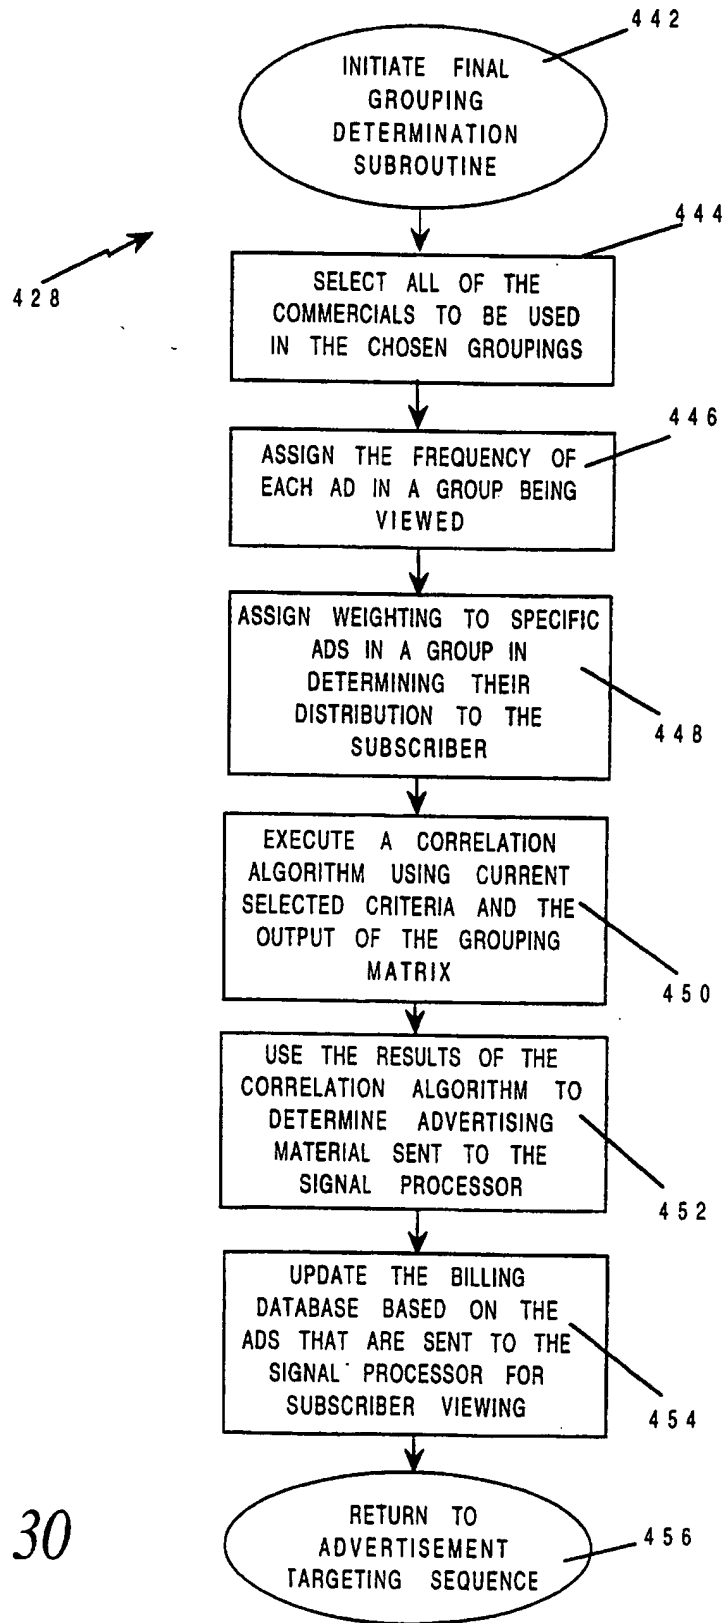 442
INITIATE FINAL
GROUPING
DETERMINATION
SUBROUTINE
444
428
SELECT ALL OF THE
COMMERCIALS TO BE USED
IN THE CHOSEN GROUPINGS
446
ASSIGN THE FREQUENCY OF
EACH AD IN A GROUP BEING
VIEWED
ASSIGN WEIGHTING TO SPECIFIC
ADS IN A GROUP IN
DETERMINING THEIR
DISTRIBUTION TO THE
SUBSCRIBER
448
EXECUTE A CORRELATION
ALGORITHM USING CURRENT
SELECTED CRITERIA AND THE
OUTPUT OF THE GROUPING
MATRIX
450
USE THE RESULTS OF THE
CORRELATION ALGORITHM TO
DETERMINE ADVERTISING
MATERIAL SENT TO THE
SIGNAL PROCESSOR
452
UPDATE THE BILLING
DATABASE BASED ON THE
ADS THAT ARE SENT TO THE
SIGNAL PROCESSOR FOR
SUBSCRIBER VIEWING
454
30
RETURN TO
ADVERTISEMENT
TARGETING SEQUENCE
456